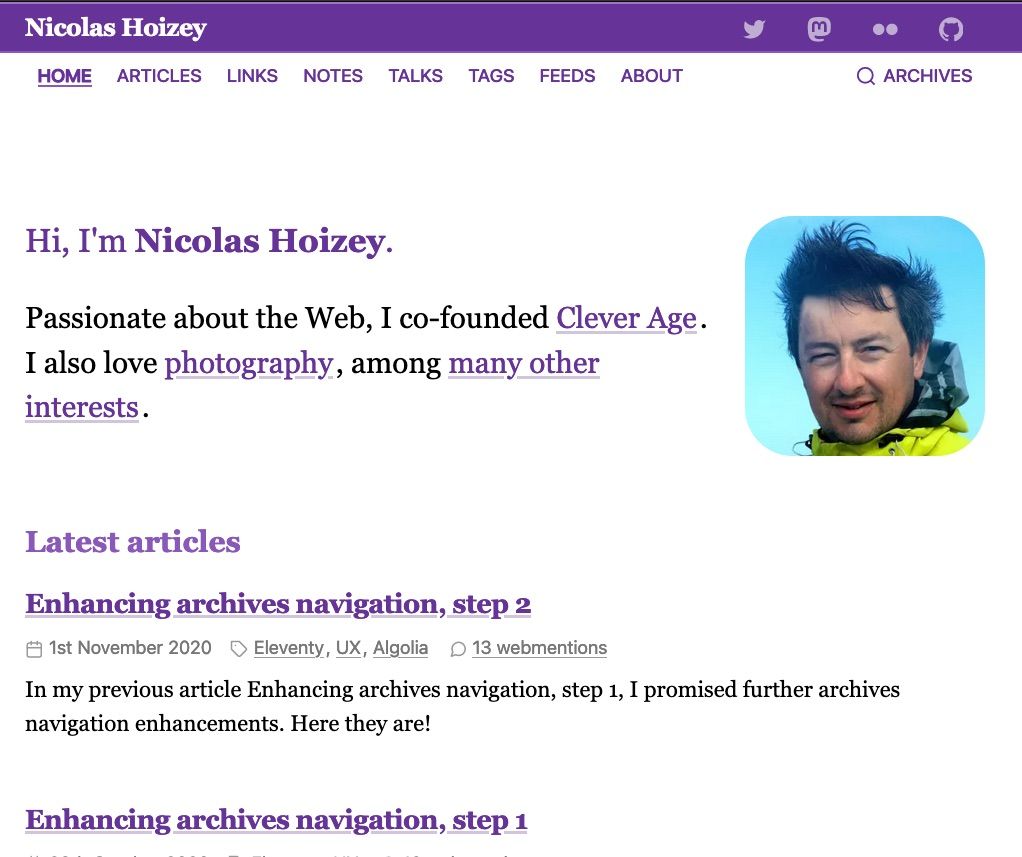 Nicolas Hoizey
HOME ARTICLES LINKS NOTES TALKS TAGS FEEDS ABOUT ARCHIVES
Hi, I'm Nicolas Hoizey.
Passionate about the Web, I co-founded Clever Age.
I also love photography, among many other
interests.
Latest articles
Enhancing archives navigation, step 2
1st November 2020 Eleventy, UX, Algolia 13 webmentions
In my previous article Enhancing archives navigation, step 1, I promised further archives
navigation enhancements. Here they are!
Enhancing archives navigation, step 1